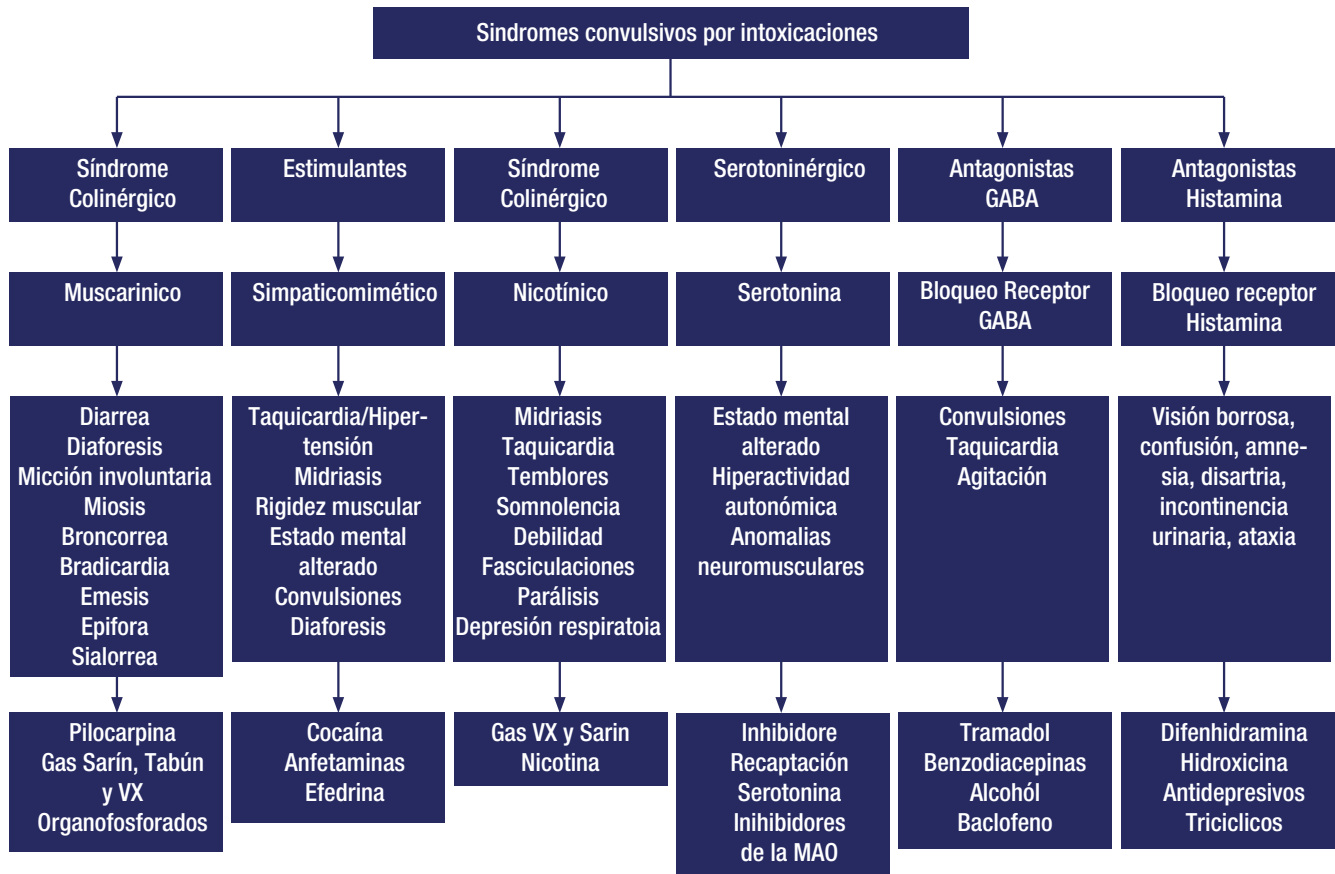 Sindromes convulsivos por intoxicaciones
Síndrome
Colinérgico
Estimulantes
Síndrome
Colinérgico
Serotoninérgico
Antagonistas
GABA
Antagonistas
Histamina
Muscarinico
Simpaticomimético
Nicotínico
Serotonina
Bloqueo Receptor
GABA
Bloqueo receptor
Histamina
Diarrea
Diaforesis
Micción involuntaria
Miosis
Broncorrea
Bradicardia
Emesis
Epifora
Sialorrea
Taquicardia/Hiper-
tensión
Midriasis
Rigidez muscular
Estado mental
alterado
Convulsiones
Diaforesis
Midriasis
Taquicardia
Temblores
Somnolencia
Debilidad
Fasciculaciones
Parálisis
Depresión respiratoia
Estado mental
alterado
Hiperactividad
autonómica
Anomalias
neuromusculares
Convulsiones
Taquicardia
Agitación
Visión borrosa,
confusión, amne-
sia, disartria,
incontinencia
urinaria, ataxia
Pilocarpina
Gas Sarín, Tabún
y VX
Organofosforados
Cocaína
Anfetaminas
Efedrina
Gas VX y Sarin
Nicotina
Inhibidore
Recaptación
Serotonina
Inihibidores
de la MAO
Tramadol
Benzodiacepinas
Alcohól
Baclofeno
Difenhidramina
Hidroxicina
Antidepresivos
Triciclicos